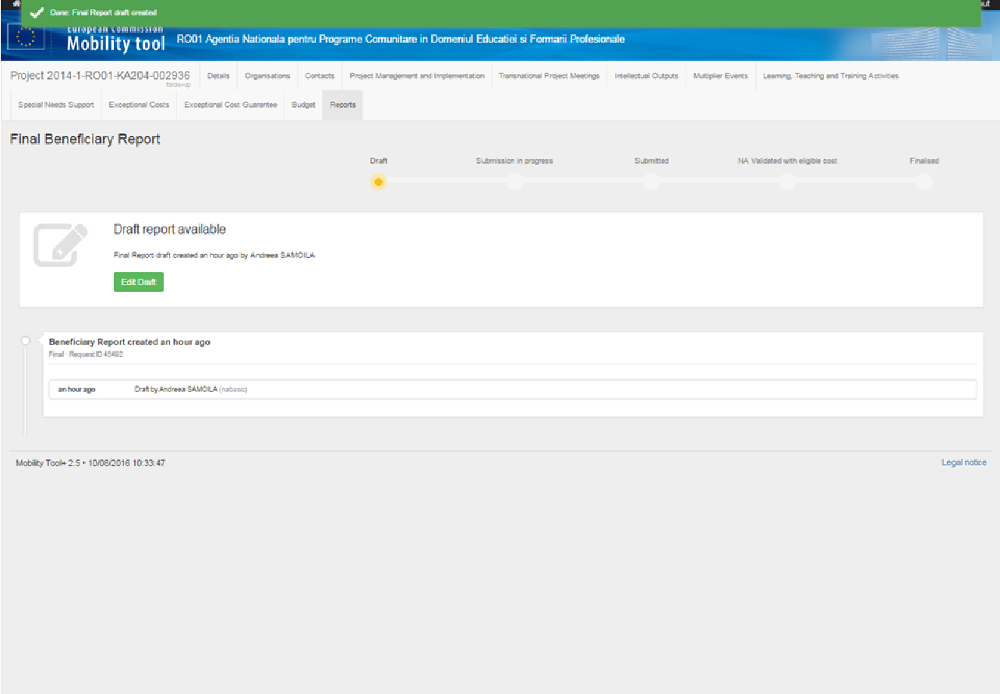 Done: Final Report draft created
European Commission
Mobility tool
RO01 Agentia Nationala pentru Programe Comunitare in Domeniul Educatiei si Formarii Profesionale
Project 2014-1-RO01-KA204-002936
follow-up
Details Organisations Contacts Project Management and Implementation Transnational Project Meetings Intellectual Outputs Multiplier Events Learning, Teaching and Training Activities
Special Needs Support Exceptional Costs Exceptional Cost Guarantee Budget Reports
Final Beneficiary Report
Draft Submission in progress Submitted NA Validated with eligible cost Finalised
Draft report available
Final Report draft created an hour ago by Andreea SAMOILA
Edit Draft
Beneficiary Report created an hour ago
Final - Request ID 45492
an hour ago Draft by Andreea SAMOILA (nabasic)
Mobility Tool+ 2.5 • 10/08/2016 10:33:47 Legal notice